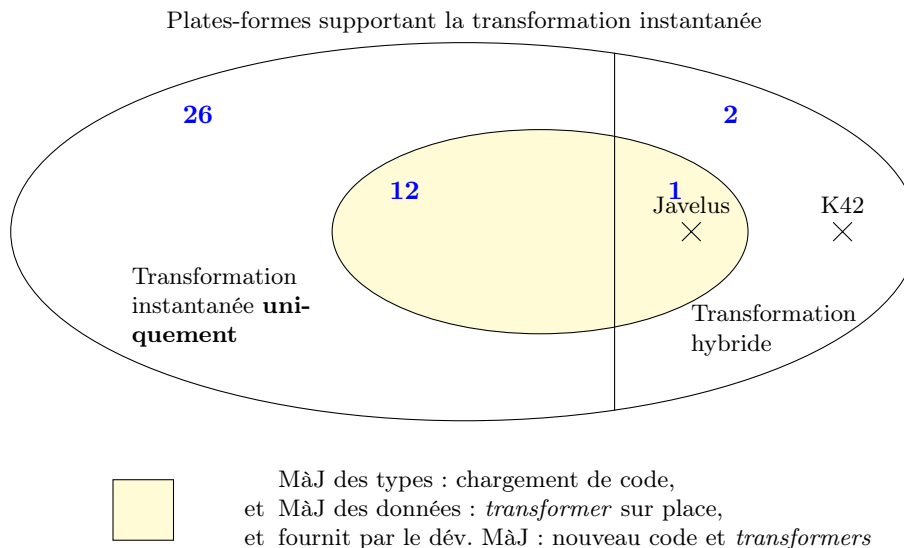 Plates-formes supportant la transformation instantanée
26
2
12
1
Javelus
K42
Transformation
instantanée uni-
quement
Transformation
hybride
MàJ des types : chargement de code,
et MàJ des données : transformer sur place,
et fournit par le dév. MàJ : nouveau code et transformers